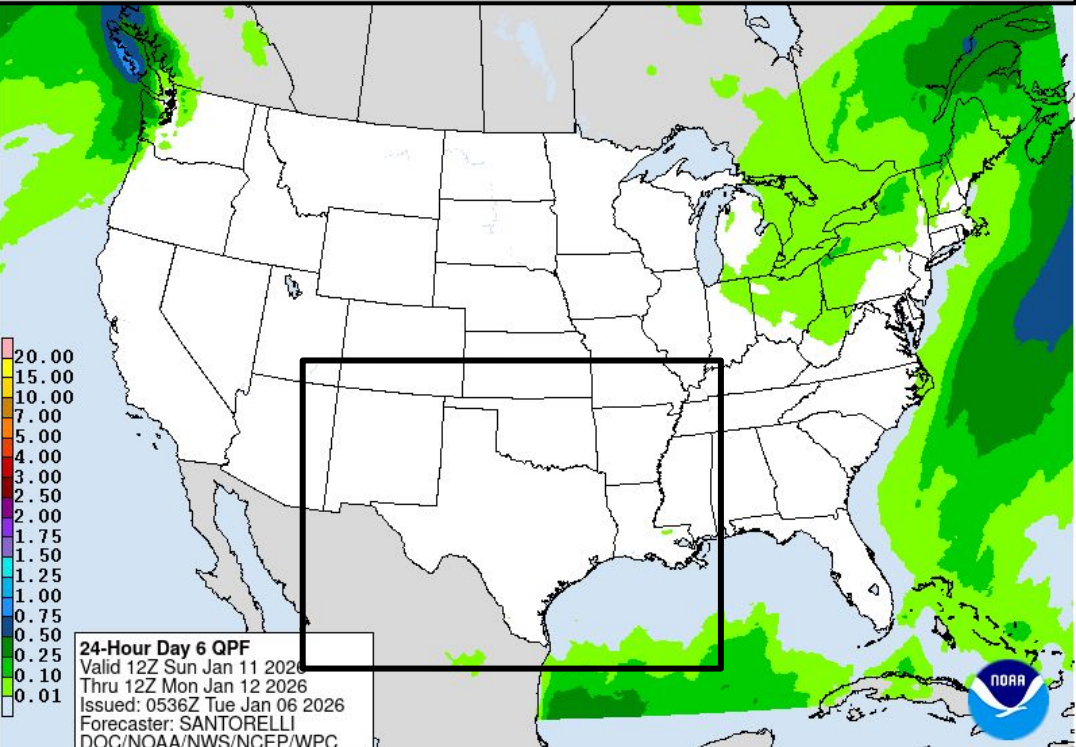 20.00
15.00
10.00
7.00
5.00
4.00
3.00
2.50
2.00
1.75
1.50
1.25
1.00
0.75
0.50
0.25
0.10
0.01
24-Hour Day 6 QPF
Valid 12Z Sun Jan 11 2026
Thru 12Z Mon Jan 12 2026
Issued: 0536Z Tue Jan 06 2026
Forecaster: SANTORELLI
DOC/NOAA/NWS/NCEP/WPC
NOAA